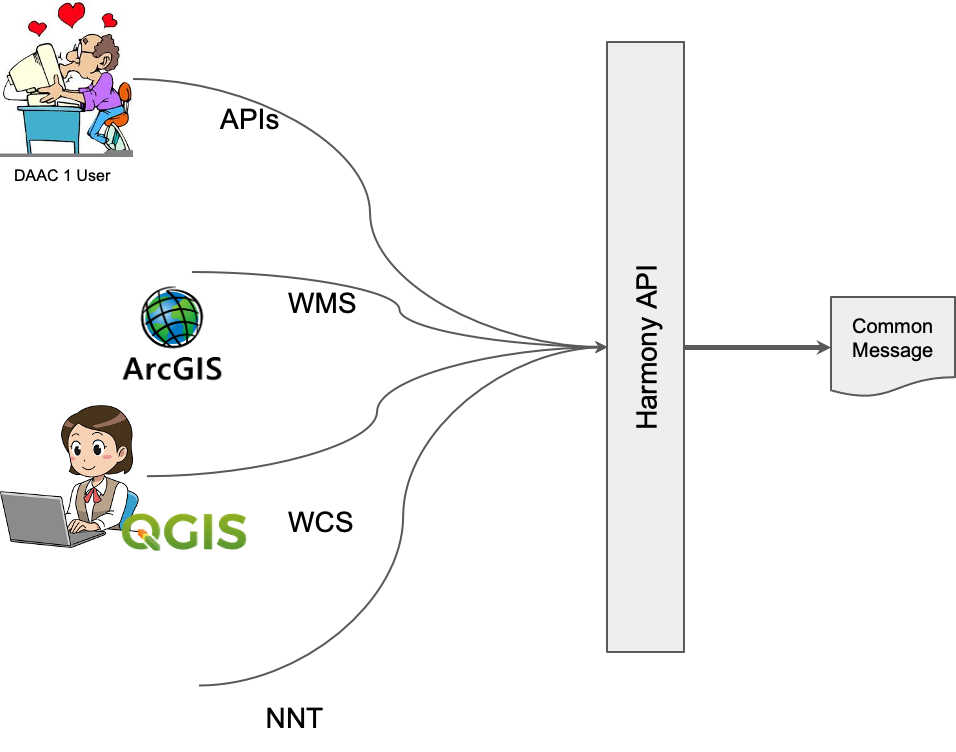 APIs
DAAC 1 User
WMS
ArcGIS
Harmony API
Common
Message
WCS
QGIS
NNT